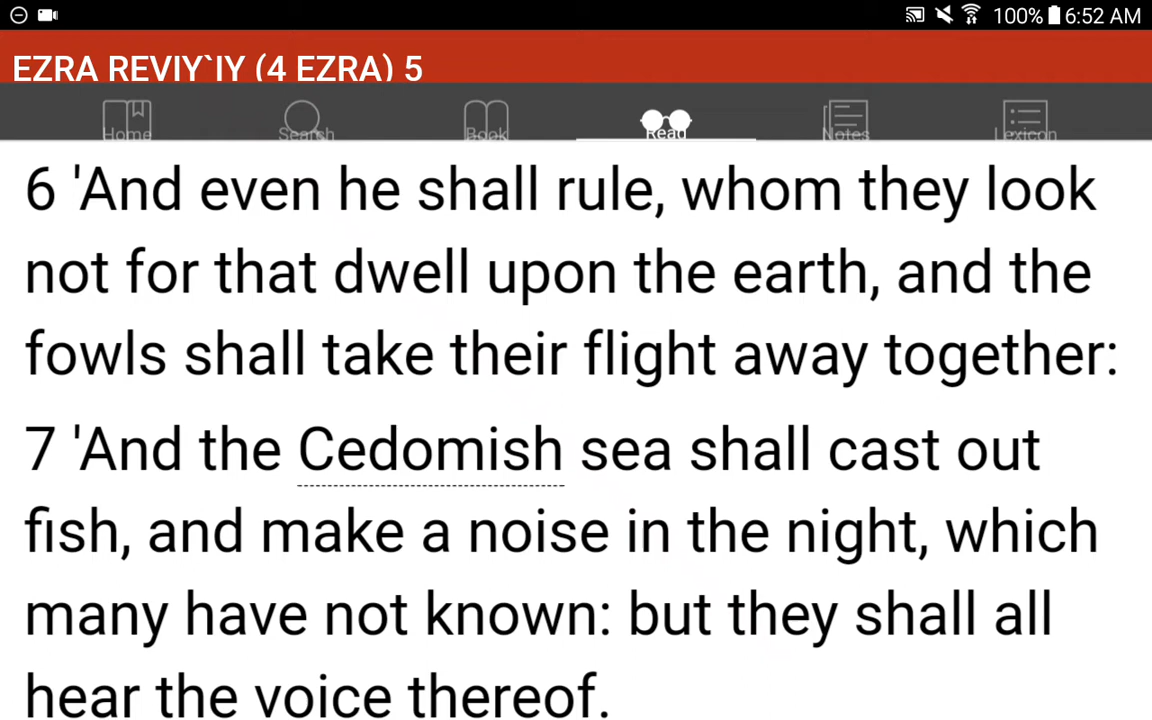 100% 6:52 AM
EZRA REVIY`IY (4 EZRA) 5
Home Search Book Read Notes Lexicon
6 'And even he shall rule, whom they look
not for that dwell upon the earth, and the
fowls shall take their flight away together:
7 'And the Cedomish sea shall cast out
fish, and make a noise in the night, which
many have not known: but they shall all
hear the voice thereof.